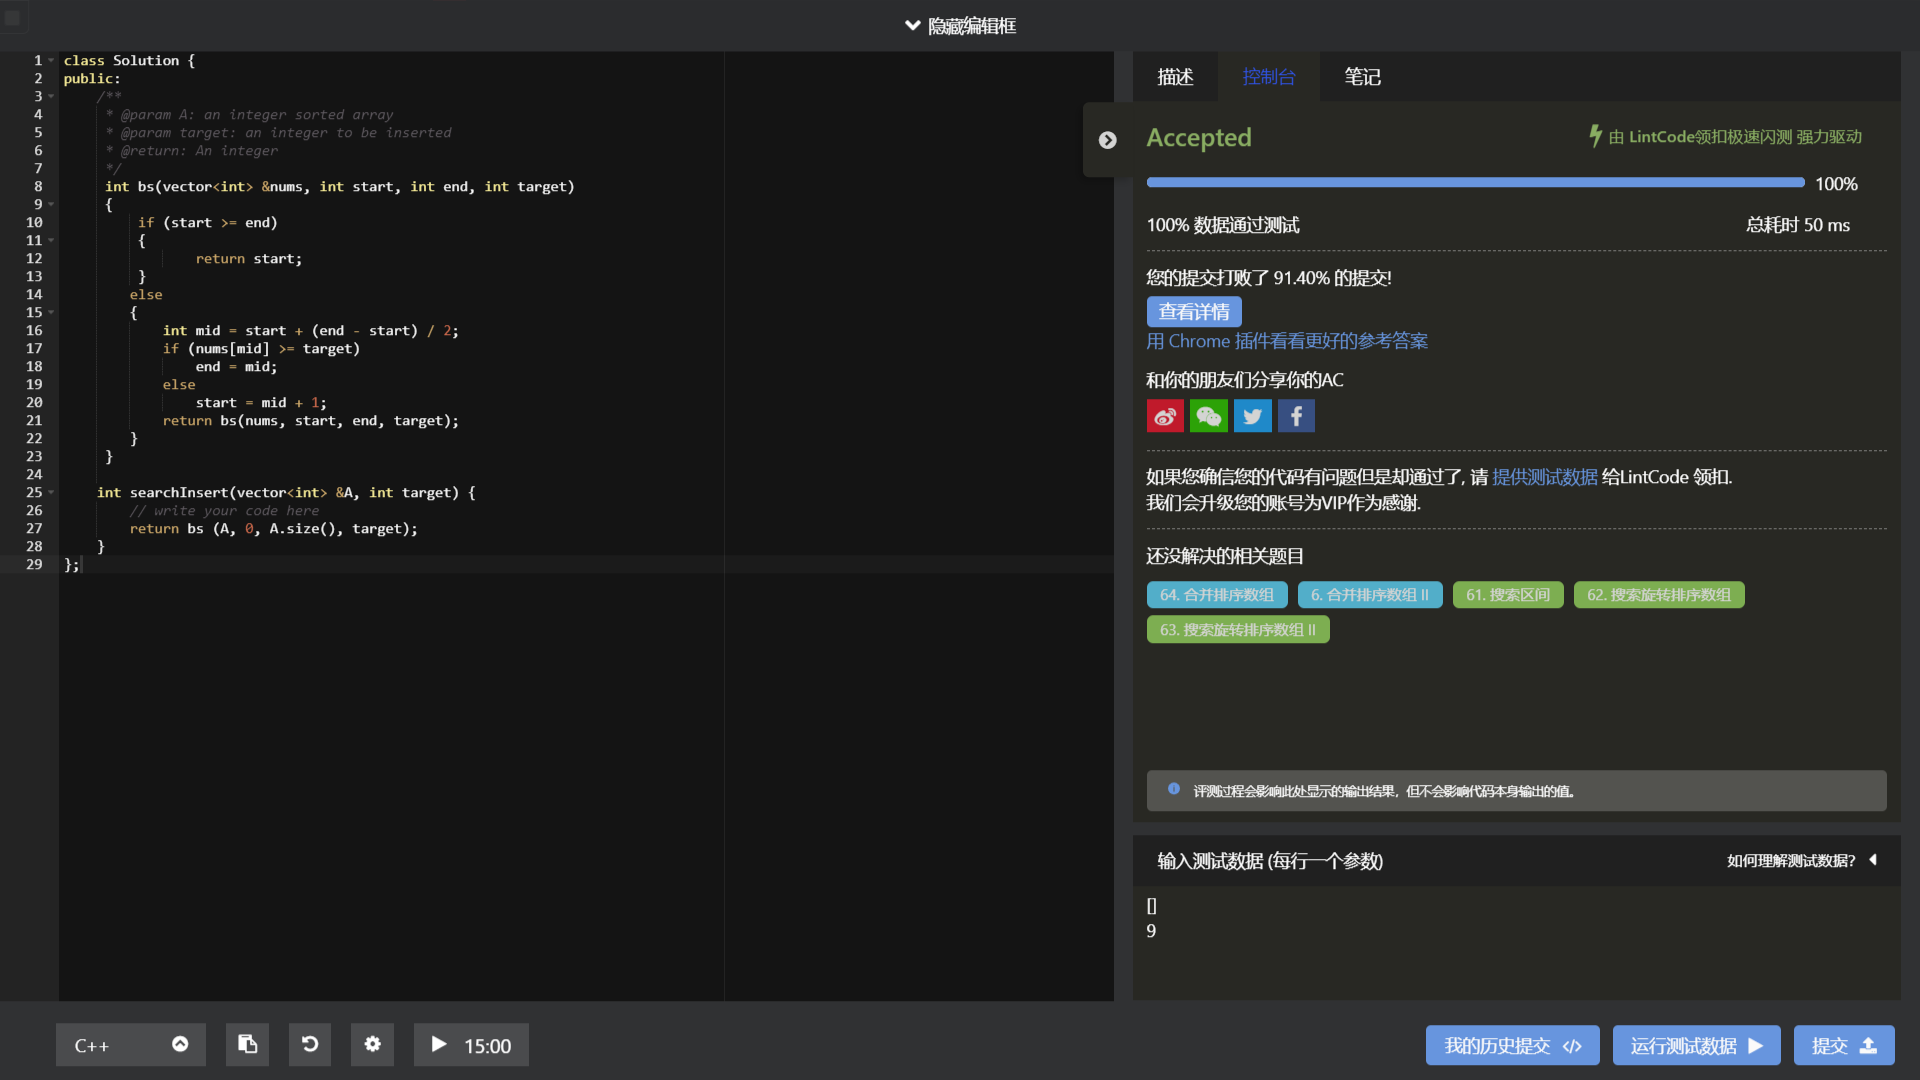 隐藏编辑框
1 class Solution {
2 public:
3 /**
4 * @param A: an integer sorted array
5 * @param target: an integer to be inserted
6 * @return: An integer
7 */
8 int bs(vector<int> &nums, int start, int end, int target)
9 {
10 if (start >= end)
11 {
12 return start;
13 }
14 else
15 {
16 int mid = start + (end - start) / 2;
17 if (nums[mid] >= target)
18 end = mid;
19 else
20 start = mid + 1;
21 return bs(nums, start, end, target);
22 }
23 }
24
25 int searchInsert(vector<int> &A, int target) {
26 // write your code here
27 return bs (A, 0, A.size(), target);
28 }
29 };
描述 控制台 笔记
Accepted 由 LintCode领扣极速闪测 强力驱动
100%
100% 数据通过测试 总耗时 50 ms
您的提交打败了 91.40% 的提交!
查看详情
用 Chrome 插件看看更好的参考答案
和你的朋友们分享你的AC
如果您确信您的代码有问题但是却通过了, 请 提供测试数据 给LintCode 领扣.
我们会升级您的账号为VIP作为感谢.
还没解决的相关题目
64. 合并排序数组 6. 合并排序数组 II 61. 搜索区间 62. 搜索旋转排序数组
63. 搜索旋转排序数组 II
评测过程会影响此处显示的输出结果，但不会影响代码本身输出的值。
输入测试数据 (每行一个参数) 如何理解测试数据?
[]
9
C++ 15:00 我的历史提交 运行测试数据 提交